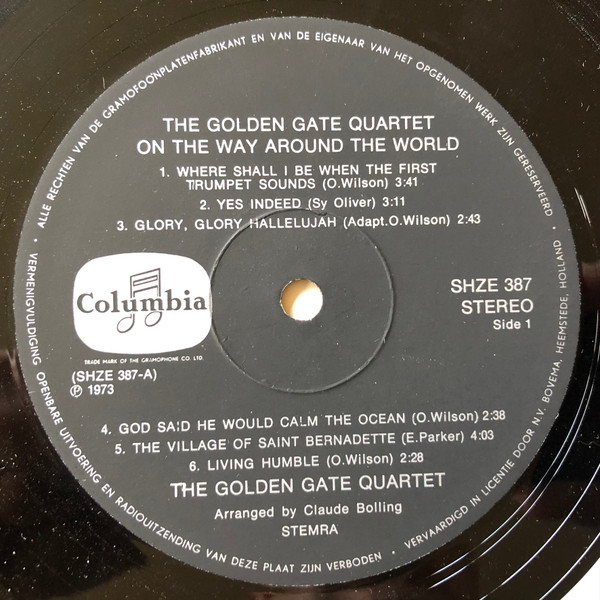 ALLE RECHTEN VAN DE GRAMOFOONPLATENFABRIKANT EN VAN DE EIGENAAR VAN HET OPGENOMEN WERK ZIJN GERESERVEERD •
THE GOLDEN GATE QUARTET
ON THE WAY AROUND THE WORLD
1. WHERE SHALL I BE WHEN THE FIRST
TRUMPET SOUNDS (O.Wilson) 3:41
2. YES INDEED (Sy Oliver) 3:11
3. GLORY, GLORY HALLELUJAH (Adapt.O.Wilson) 2:43
Columbia
TRADE MARK OF THE GRAMOPHONE CO. LTD.
(SHZE 387-A)
℗ 1973
SHZE 387
STEREO
Side 1
4. GOD SAID HE WOULD CALM THE OCEAN (O.Wilson) 2:38
5. THE VILLAGE OF SAINT BERNADETTE (E.Parker) 4:03
6. LIVING HUMBLE (O.Wilson) 2:28
THE GOLDEN GATE QUARTET
Arranged by Claude Bolling
STEMRA
• VERMENIGVULDIGING OPENBARE UITVOERING EN RADIOUITZENDING VAN DEZE PLAAT ZIJN VERBODEN •
VERVAARDIGD IN LICENTIE DOOR N.V. BOVEMA, HEEMSTEDE, HOLLAND